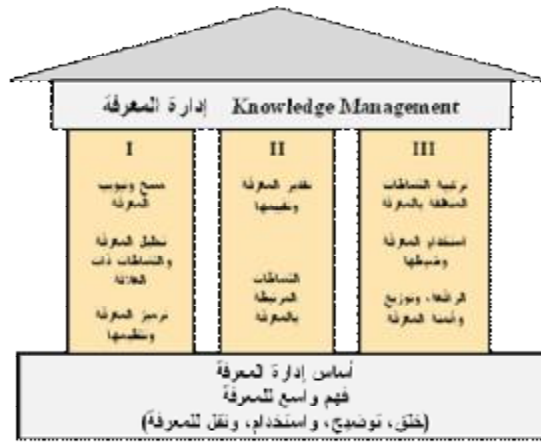 إدارة المعرفة Knowledge Management
I
مسح وتبويب
المعرفة
تحليل المعرفة
والنشاطات ذات
العلاقة
ترميز المعرفة
وتنظيمها
II
تقدير المعرفة
وتقييمها
النشاطات
المرتبطة
بالمعرفة
III
تركيبة النشاطات
المتعلقة بالمعرفة
استخدام المعرفة
وضبطها
الرافعة، وتوزيع
وأتمتة المعرفة
أساس إدارة المعرفة
فهم واسع للمعرفة
(خلق، توضيح، واستخدام، ونقل للمعرفة)